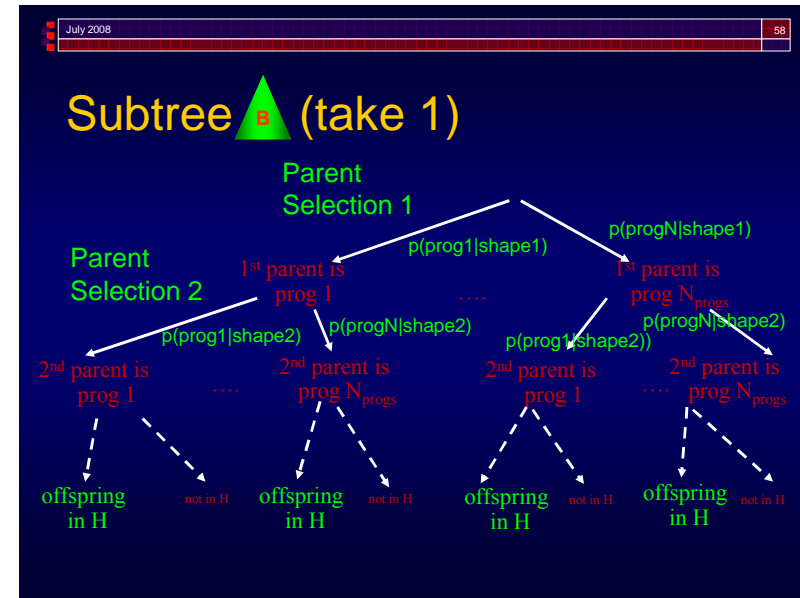 July 2008
58
Subtree B (take 1)
Parent
Selection 1
p(prog1|shape1)
p(progN|shape1)
Parent
Selection 2
1st parent is
prog 1
....
1st parent is
prog Nprogs
p(prog1|shape2)
p(progN|shape2)
p(prog1|shape2))
p(progN|shape2)
2nd parent is
prog 1
....
2nd parent is
prog Nprogs
2nd parent is
prog 1
....
2nd parent is
prog Nprogs
offspring
in H
not in H
offspring
in H
not in H
offspring
in H
not in H
offspring
in H
not in H